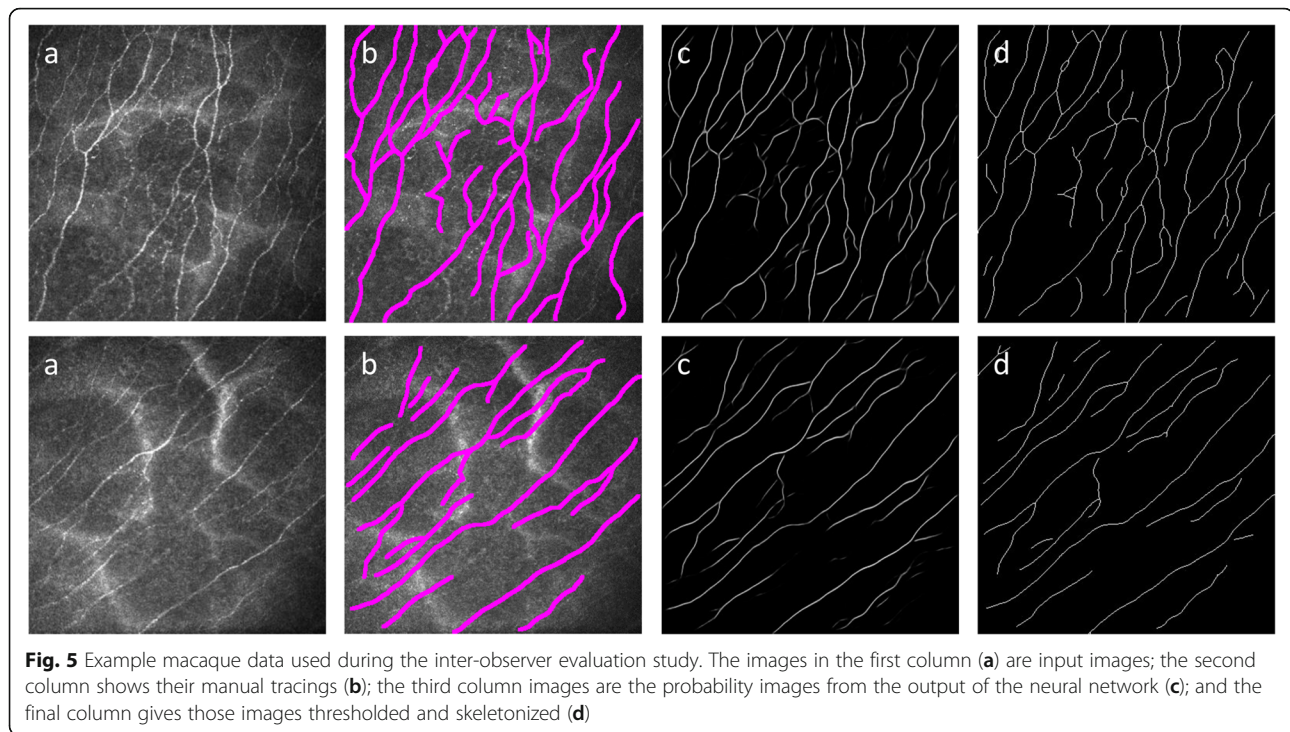 a
b
c
d
a
b
c
d
Fig. 5 Example macaque data used during the inter-observer evaluation study. The images in the first column (a) are input images; the second
column shows their manual tracings (b); the third column images are the probability images from the output of the neural network (c); and the
final column gives those images thresholded and skeletonized (d)